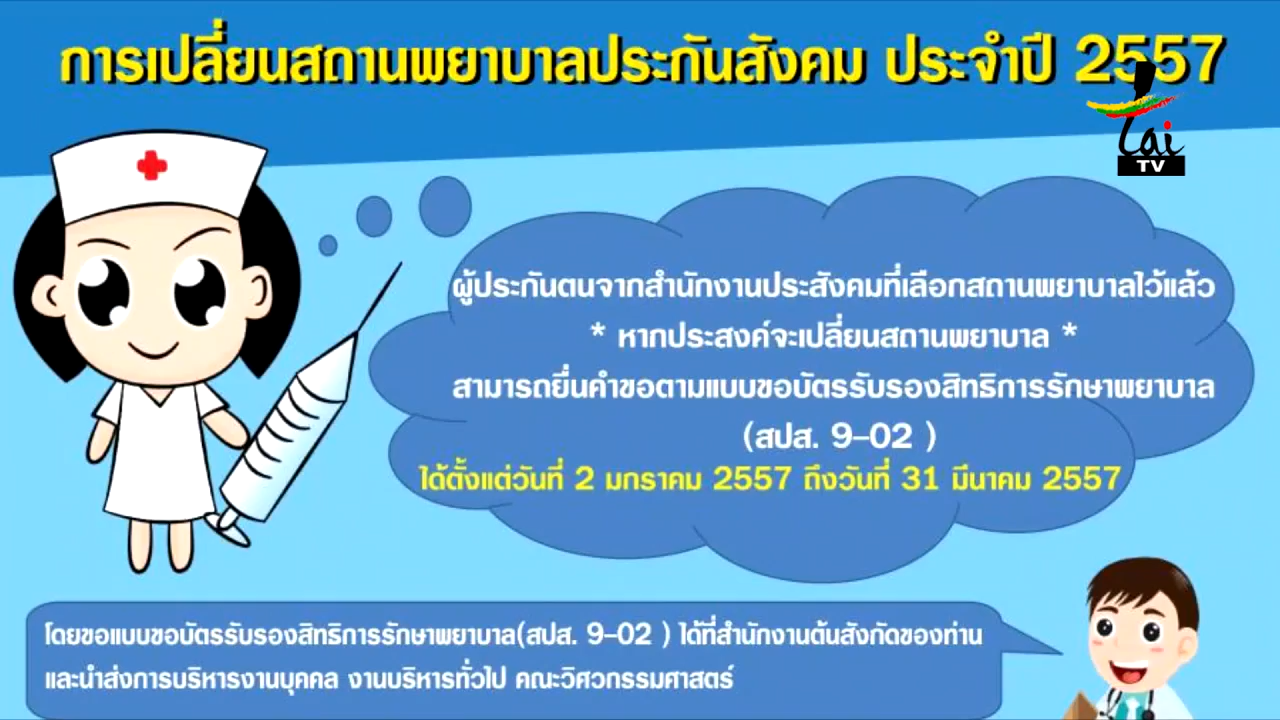 การเปลี่ยนสถานพยาบาลประกันสังคม ประจำปี 2557
tai
TV
ผู้ประกันตนจากสำนักงานประสังคมที่เลือกสถานพยาบาลไว้แล้ว
* หากประสงค์จะเปลี่ยนสถานพยาบาล *
สามารถยื่นคำขอตามแบบขอบัตรรับรองสิทธิการรักษาพยาบาล
(สปส. 9-02 )
ได้ตั้งแต่วันที่ 2 มกราคม 2557 ถึงวันที่ 31 มีนาคม 2557
โดยขอแบบขอบัตรรับรองสิทธิการรักษาพยาบาล(สปส. 9-02 ) ได้ที่สำนักงานต้นสังกัดของท่าน
และนำส่งการบริหารงานบุคคล งานบริหารทั่วไป คณะวิศวกรรมศาสตร์